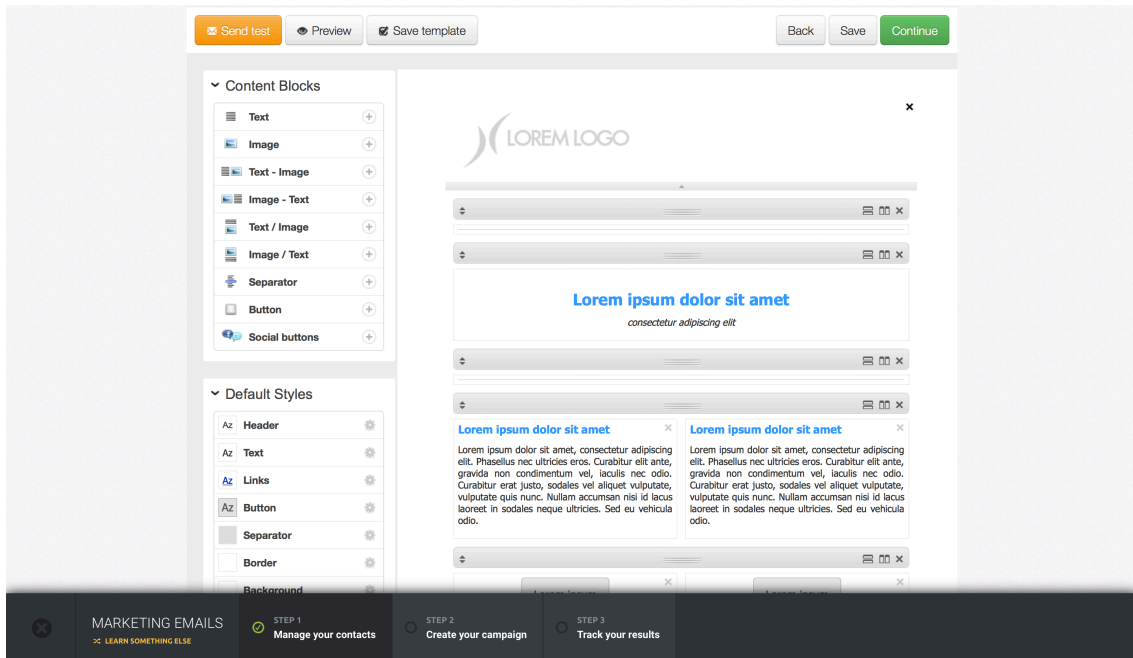 Send test
Preview
Save template
Back
Save
Continue
Content Blocks
Text
Image
Text - Image
Image - Text
Text / Image
Image / Text
Separator
Button
Social buttons
Default Styles
Az Header
Az Text
Az Links
Az Button
Separator
Border
Background
LOREM LOGO
Lorem ipsum dolor sit amet
consectetur adipiscing elit
Lorem ipsum dolor sit amet
Lorem ipsum dolor sit amet, consectetur adipiscing
elit. Phasellus nec ultricies eros. Curabitur elit ante,
gravida non condimentum vel, iaculis nec odio.
Curabitur erat justo, sodales vel aliquet vulputate,
vulputate quis nunc. Nullam accumsan nisi id lacus
laoreet in sodales neque ultricies. Sed eu vehicula
odio.
Lorem ipsum dolor sit amet
Lorem ipsum dolor sit amet, consectetur adipiscing
elit. Phasellus nec ultricies eros. Curabitur elit ante,
gravida non condimentum vel, iaculis nec odio.
Curabitur erat justo, sodales vel aliquet vulputate,
vulputate quis nunc. Nullam accumsan nisi id lacus
laoreet in sodales neque ultricies. Sed eu vehicula
odio.
Lorem ipsum
Lorem ipsum
MARKETING EMAILS
LEARN SOMETHING ELSE
STEP 1
Manage your contacts
STEP 2
Create your campaign
STEP 3
Track your results